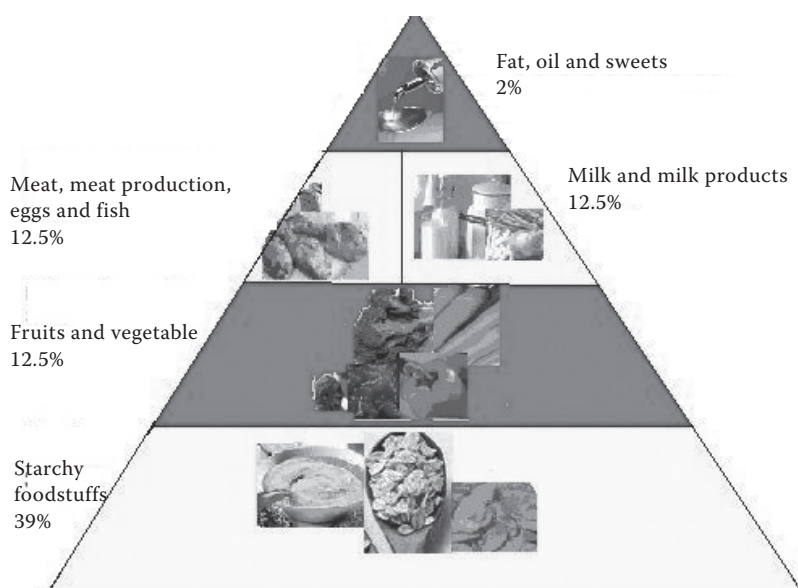 Fat, oil and sweets
2%
Meat, meat production,
eggs and fish
12.5%
Milk and milk products
12.5%
Fruits and vegetable
12.5%
Starchy
foodstuffs
39%